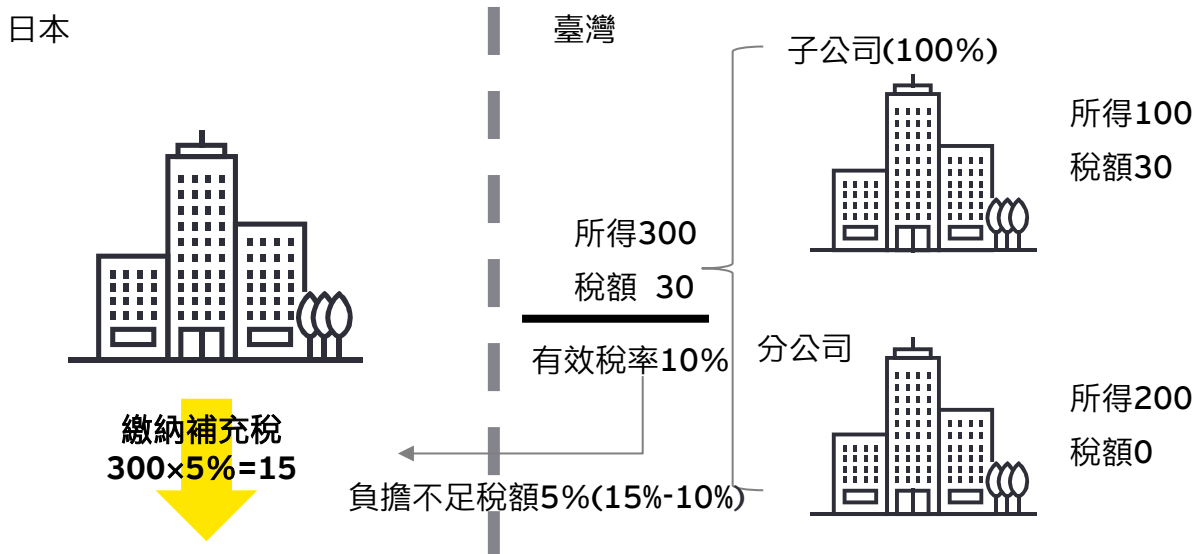 日本
繳納補充稅
300×5%=15
臺灣
所得300
稅額 30
有效稅率10%
負擔不足稅額5%(15%-10%)
子公司(100%)
所得100
稅額30
分公司
所得200
稅額0